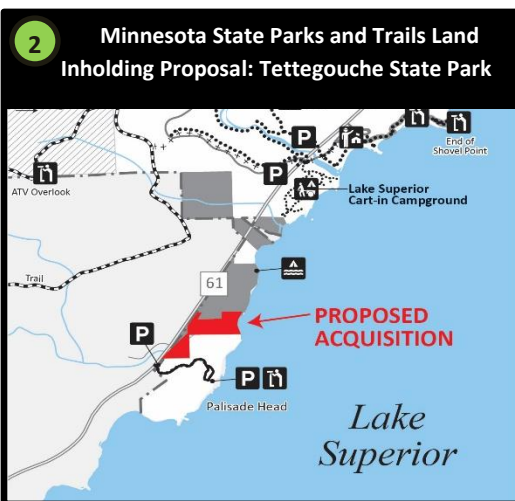 2
Minnesota State Parks and Trails Land
Inholding Proposal: Tettegouche State Park
P
End of
Shovel Point
P
ATV Overlook
Lake Superior
Cart-in Campground
Trail
61
PROPOSED
ACQUISITION
P
P
Palisade Head
Lake
Superior